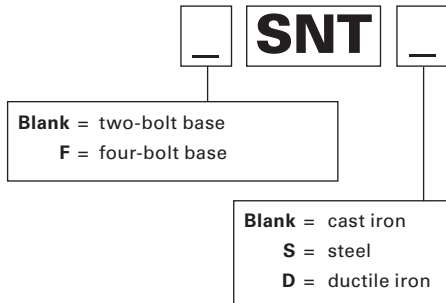 _ SNT _
Blank = two-bolt base
F = four-bolt base
Blank = cast iron
S = steel
D = ductile iron